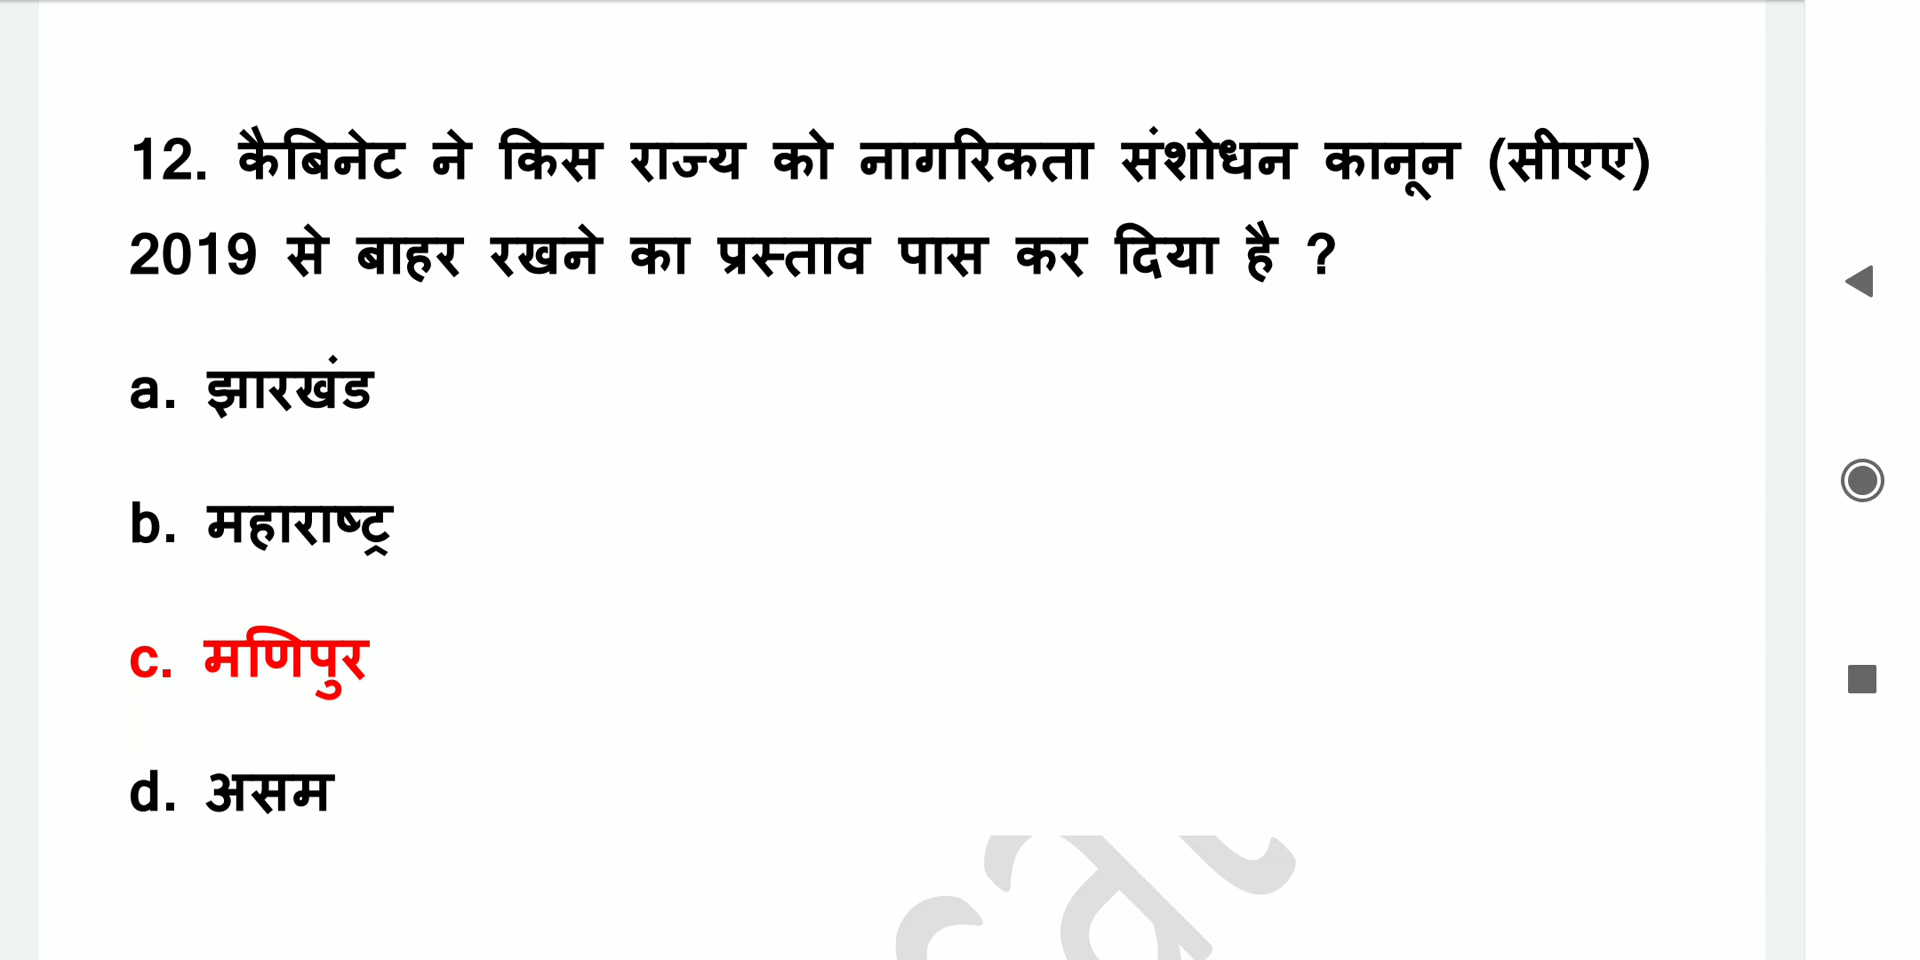 12. कैबिनेट ने किस राज्य को नागरिकता संशोधन कानून (सीएए)
2019 से बाहर रखने का प्रस्ताव पास कर दिया है ?
a. झारखंड
b. महाराष्ट्र
c. मणिपुर
d. असम